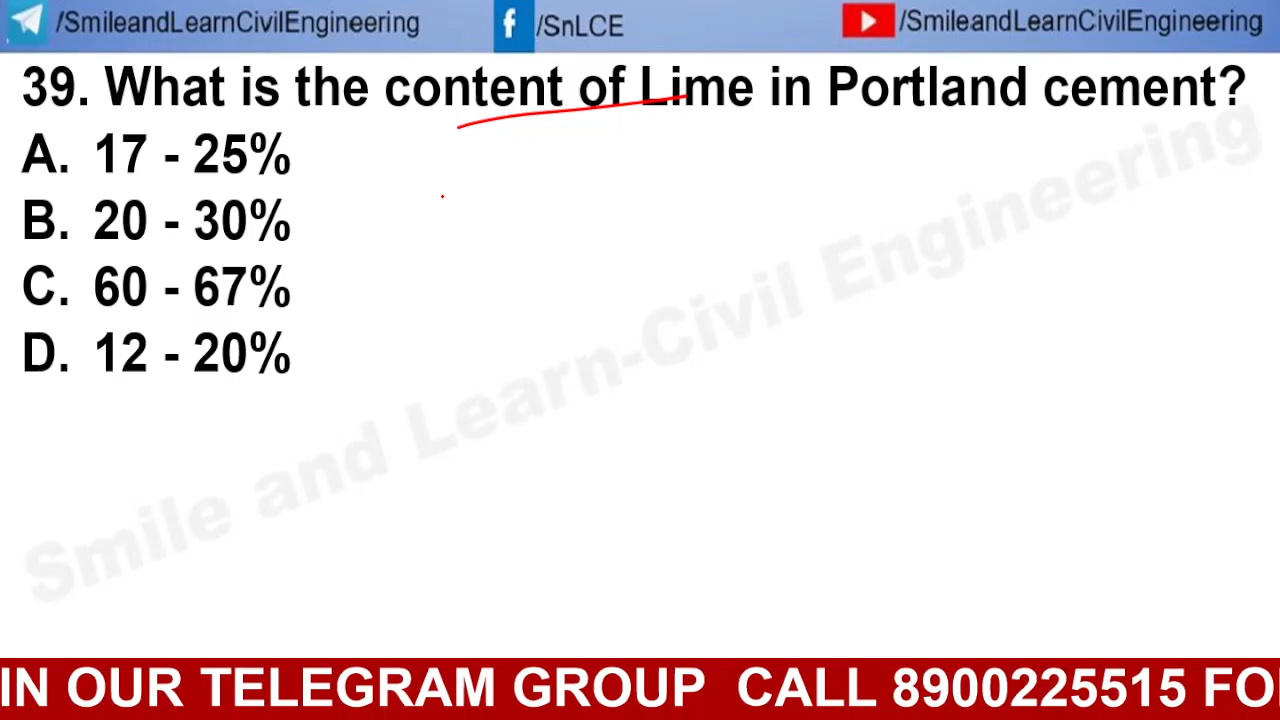 /SmileandLearnCivilEngineering f /SnLCE /SmileandLearnCivilEngineering
39. What is the content of Lime in Portland cement?
A. 17 - 25%
B. 20 - 30%
C. 60 - 67%
D. 12 - 20%
Smile and Learn-Civil Engineering
IN OUR TELEGRAM GROUP CALL 8900225515 FO